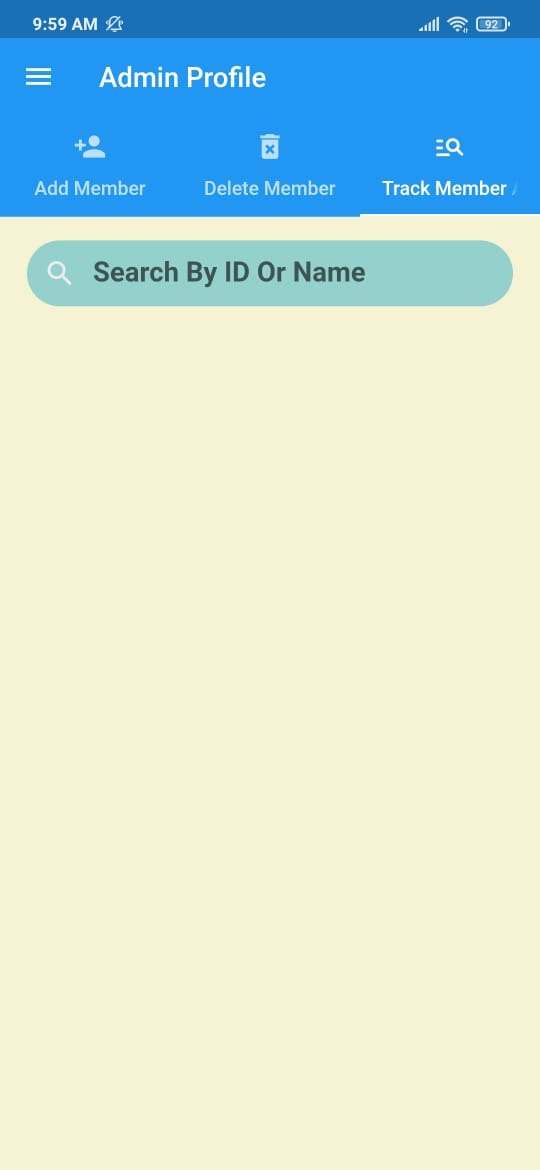 9:59 AM
92
Admin Profile
Add Member
Delete Member
Track Member
Search By ID Or Name